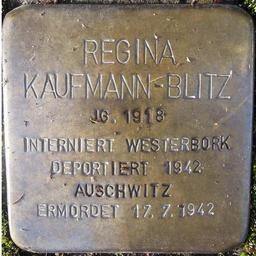 REGINA
KAUFMANN-BLITZ
JG. 1918
INTERNIERT WESTERBORK
DEPORTIERT 1942
AUSCHWITZ
ERMORDET 17.7.1942